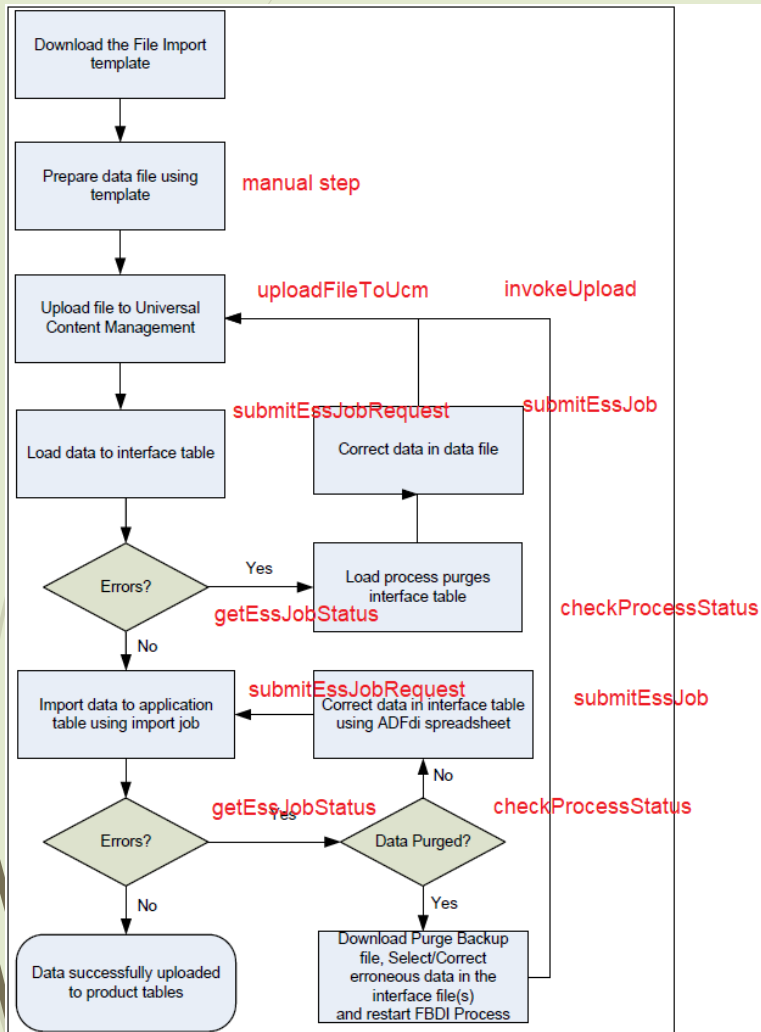 Download the File Import
template
Prepare data file using
template
manual step
Upload file to Universal
Content Management
uploadFileToUcm
invokeUpload
Load data to interface table
submitEssJobRequest
submitEssJob
Correct data in data file
Errors?
Yes
Load process purges
interface table
getEssJobStatus
checkProcessStatus
No
Import data to application
table using import job
submitEssJobRequest
Correct data in interface table
using ADFdi spreadsheet
submitEssJob
No
getEssJobStatus
Yes
checkProcessStatus
Errors?
Data Purged?
No
Yes
Data successfully uploaded
to product tables
Download Purge Backup
file, Select/Correct
erroneous data in the
interface file(s)
and restart FBDI Process